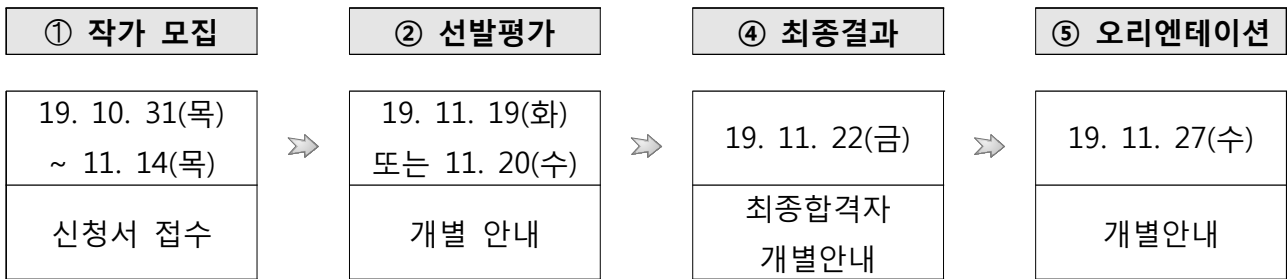 ① 작가 모집
② 선발평가
④ 최종결과
⑤ 오리엔테이션
19. 10. 31(목)
~ 11. 14(목)
19. 11. 19(화)
또는 11. 20(수)
19. 11. 22(금)
19. 11. 27(수)
신청서 접수
개별 안내
최종합격자
개별안내
개별안내